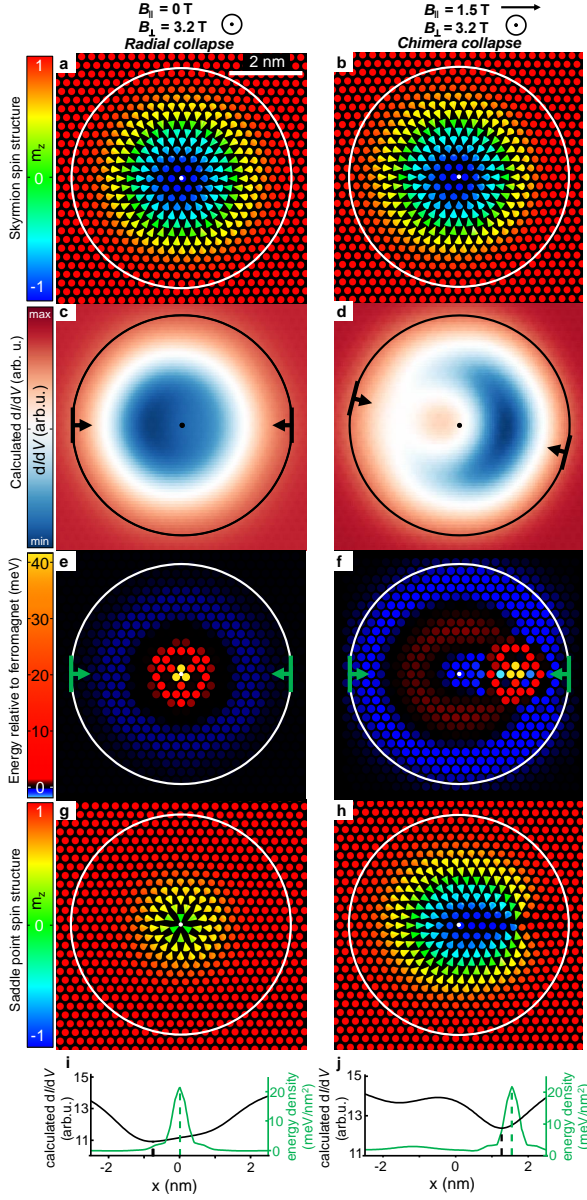 B∥ = 0 T
B⊥ = 3.2 T
Radial collapse
B∥ = 1.5 T
B⊥ = 3.2 T
Chimera collapse
a
2 nm
b
Skyrmion spin structure
1
mz
0
-1
c
d
Calculated dI/dV (arb. u.)
max
dI/dV (arb.u.)
min
e
f
Energy relative to ferromagnet (meV)
40
30
20
10
0
g
h
Saddle point spin structure
1
mz
0
-1
i
j
calculated dI/dV
(arb.u.)
15
13
11
20
10
0
energy density
(meV/nm²)
-2
0
2
x (nm)
calculated dI/dV
(arb.u.)
15
13
11
20
10
0
energy density
(meV/nm²)
-2
0
2
x (nm)